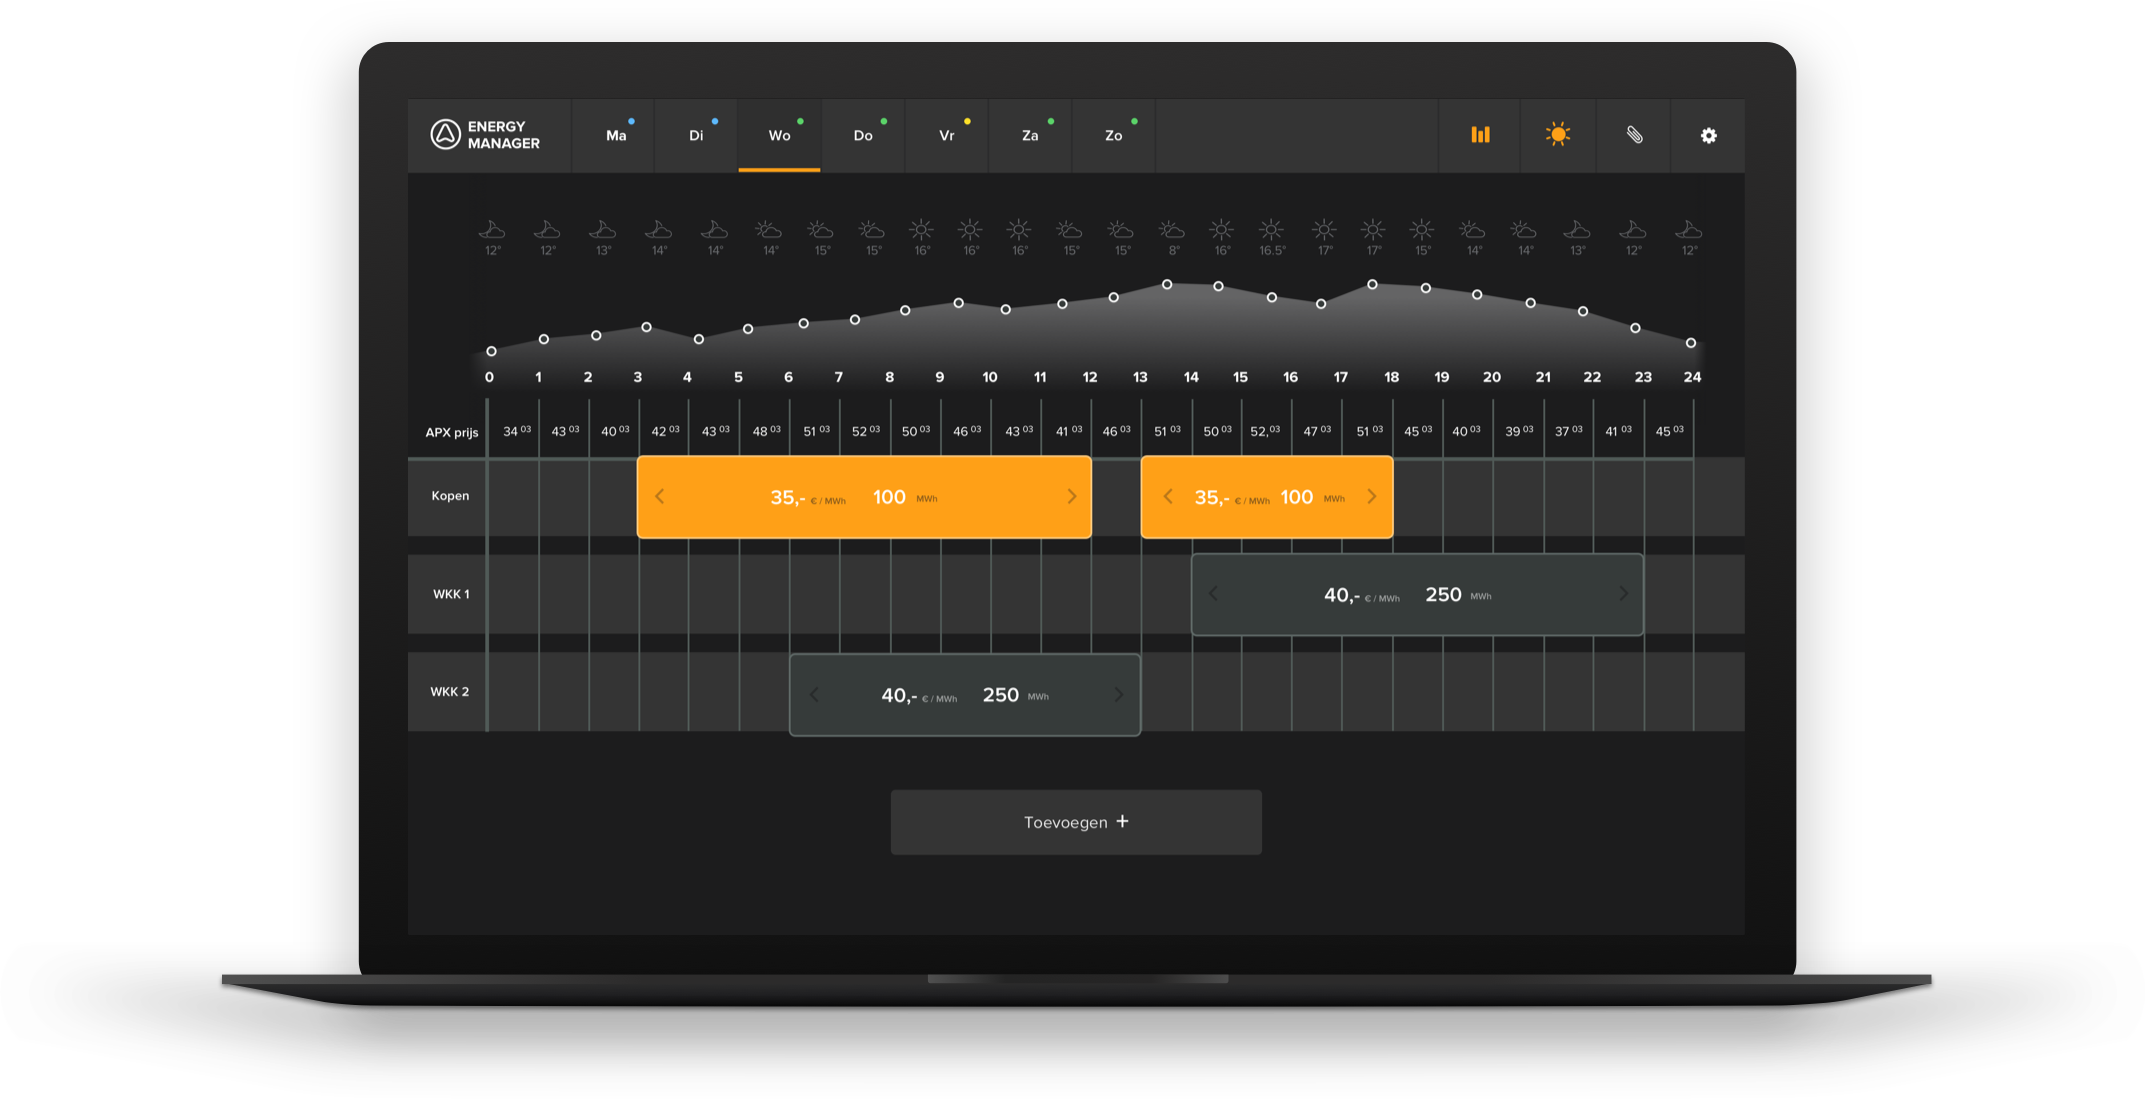 ENERGY
MANAGER
Ma Di Wo Do Vr Za Zo
12° 12° 13° 14° 14° 14° 15° 15° 16° 16° 16° 15° 15° 8° 16° 16.5° 17° 17° 15° 14° 14° 13° 12° 12°
0 1 2 3 4 5 6 7 8 9 10 11 12 13 14 15 16 17 18 19 20 21 22 23 24
APX prijs 34 03 43 03 40 03 42 03 43 03 48 03 51 03 52 03 50 03 46 03 43 03 41 03 46 03 51 03 50 03 52,03 47 03 51 03 45 03 40 03 39 03 37 03 41 03 45 03
Kopen 35,- € / MWh 100 MWh 35,- € / MWh 100 MWh
WKK 1 40,- € / MWh 250 MWh
WKK 2 40,- € / MWh 250 MWh
Toevoegen +